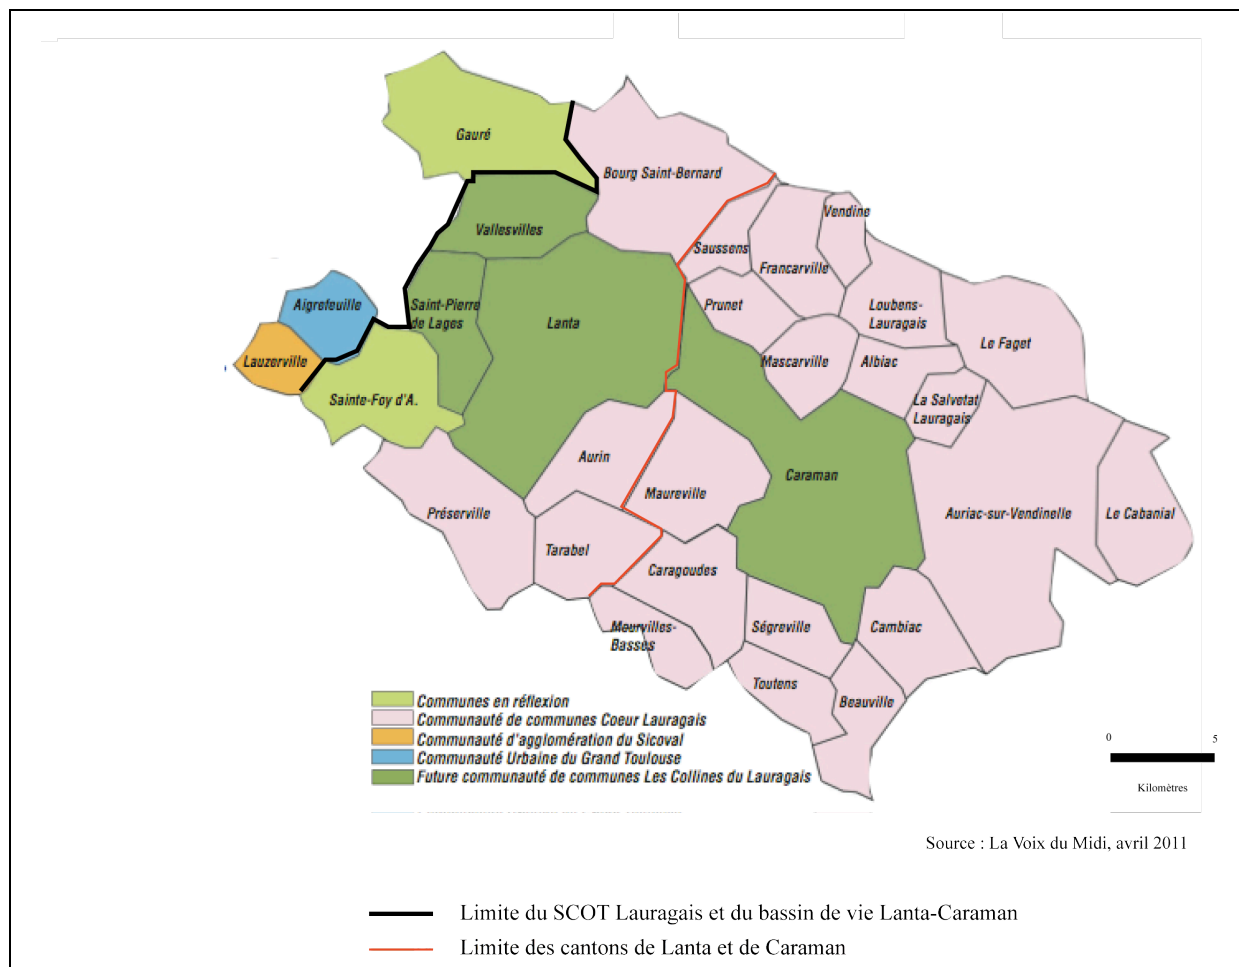 Gauré
Bourg Saint-Bernard
Vendine
Vallesvilles
Saussens
Francarville
Aigrefeuille
Saint-Pierre
de Lages
Lanta
Prunet
Loubens-
Lauragais
Le Faget
Lauzerville
Mascarville
Albiac
Sainte-Foy d'A.
La Salvetat
Lauragais
Aurin
Maureville
Caraman
Préserville
Auriac-sur-Vendinelle
Le Cabanial
Tarabel
Caragoudes
Mourvilles-
Basses
Ségreville
Cambiac
Toutens
Beauville
Communes en réflexion
Communauté de communes Coeur Lauragais
Communauté d'agglomération du Sicoval
Communauté Urbaine du Grand Toulouse
Future communauté de communes Les Collines du Lauragais
0 5
Kilomètres
Source : La Voix du Midi, avril 2011
Limite du SCOT Lauragais et du bassin de vie Lanta-Caraman
Limite des cantons de Lanta et de Caraman